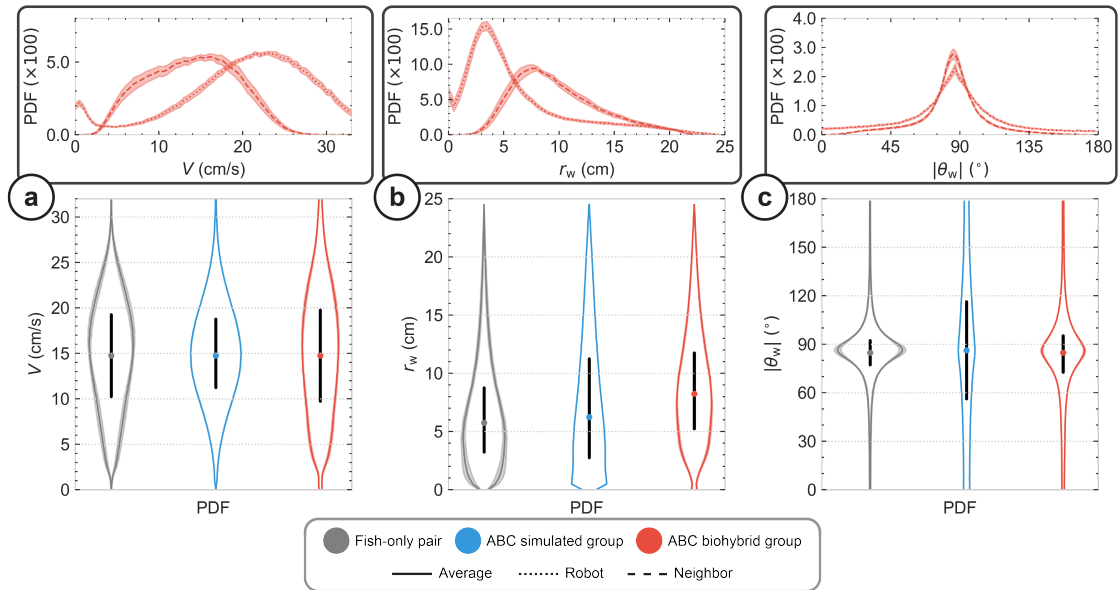 PDF (×100)
5.0
0.0
0
10
20
30
V (cm/s)
PDF (×100)
15.0
10.0
5.0
0.0
0
5
10
15
20
25
r_w (cm)
PDF (×100)
4.0
3.0
2.0
1.0
0.0
0
45
90
135
180
|θ_w| (°)
a
b
c
V (cm/s)
30
25
20
15
10
5
0
PDF
r_w (cm)
25
20
15
10
5
0
PDF
|θ_w| (°)
180
150
120
90
60
30
0
PDF
Fish-only pair ABC simulated group ABC biohybrid group
Average Robot Neighbor